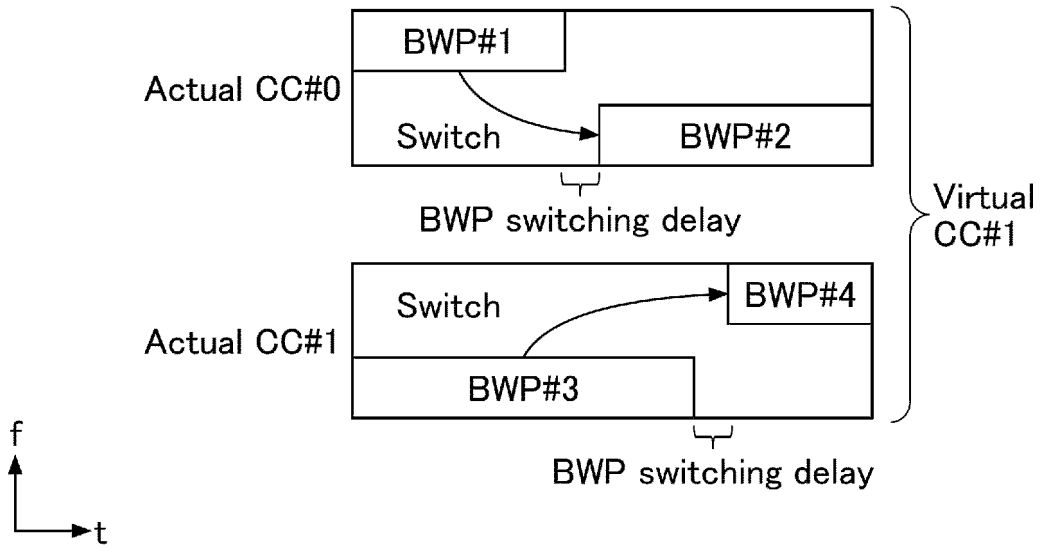 BWP#1
Actual CC#0
Switch
BWP#2
BWP switching delay
Virtual
CC#1
Switch
BWP#4
Actual CC#1
BWP#3
BWP switching delay
f
t